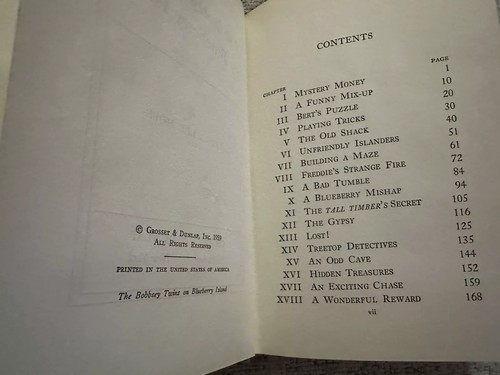 © Grosset & Dunlap, Inc. 1959
All Rights Reserved
PRINTED IN THE UNITED STATES OF AMERICA
The Bobbsey Twins on Blueberry Island
CONTENTS
CHAPTER PAGE
I Mystery Money 1
II A Funny Mix-up 10
III Bert's Puzzle 20
IV Playing Tricks 30
V The Old Shack 40
VI Unfriendly Islanders 51
VII Building a Maze 61
VIII Freddie's Strange Fire 72
IX A Bad Tumble 84
X A Blueberry Mishap 94
XI The Tall Timber's Secret 105
XII The Gypsy 116
XIII Lost! 125
XIV Treetop Detectives 135
XV An Odd Cave 144
XVI Hidden Treasures 152
XVII An Exciting Chase 159
XVIII A Wonderful Reward 168
vii